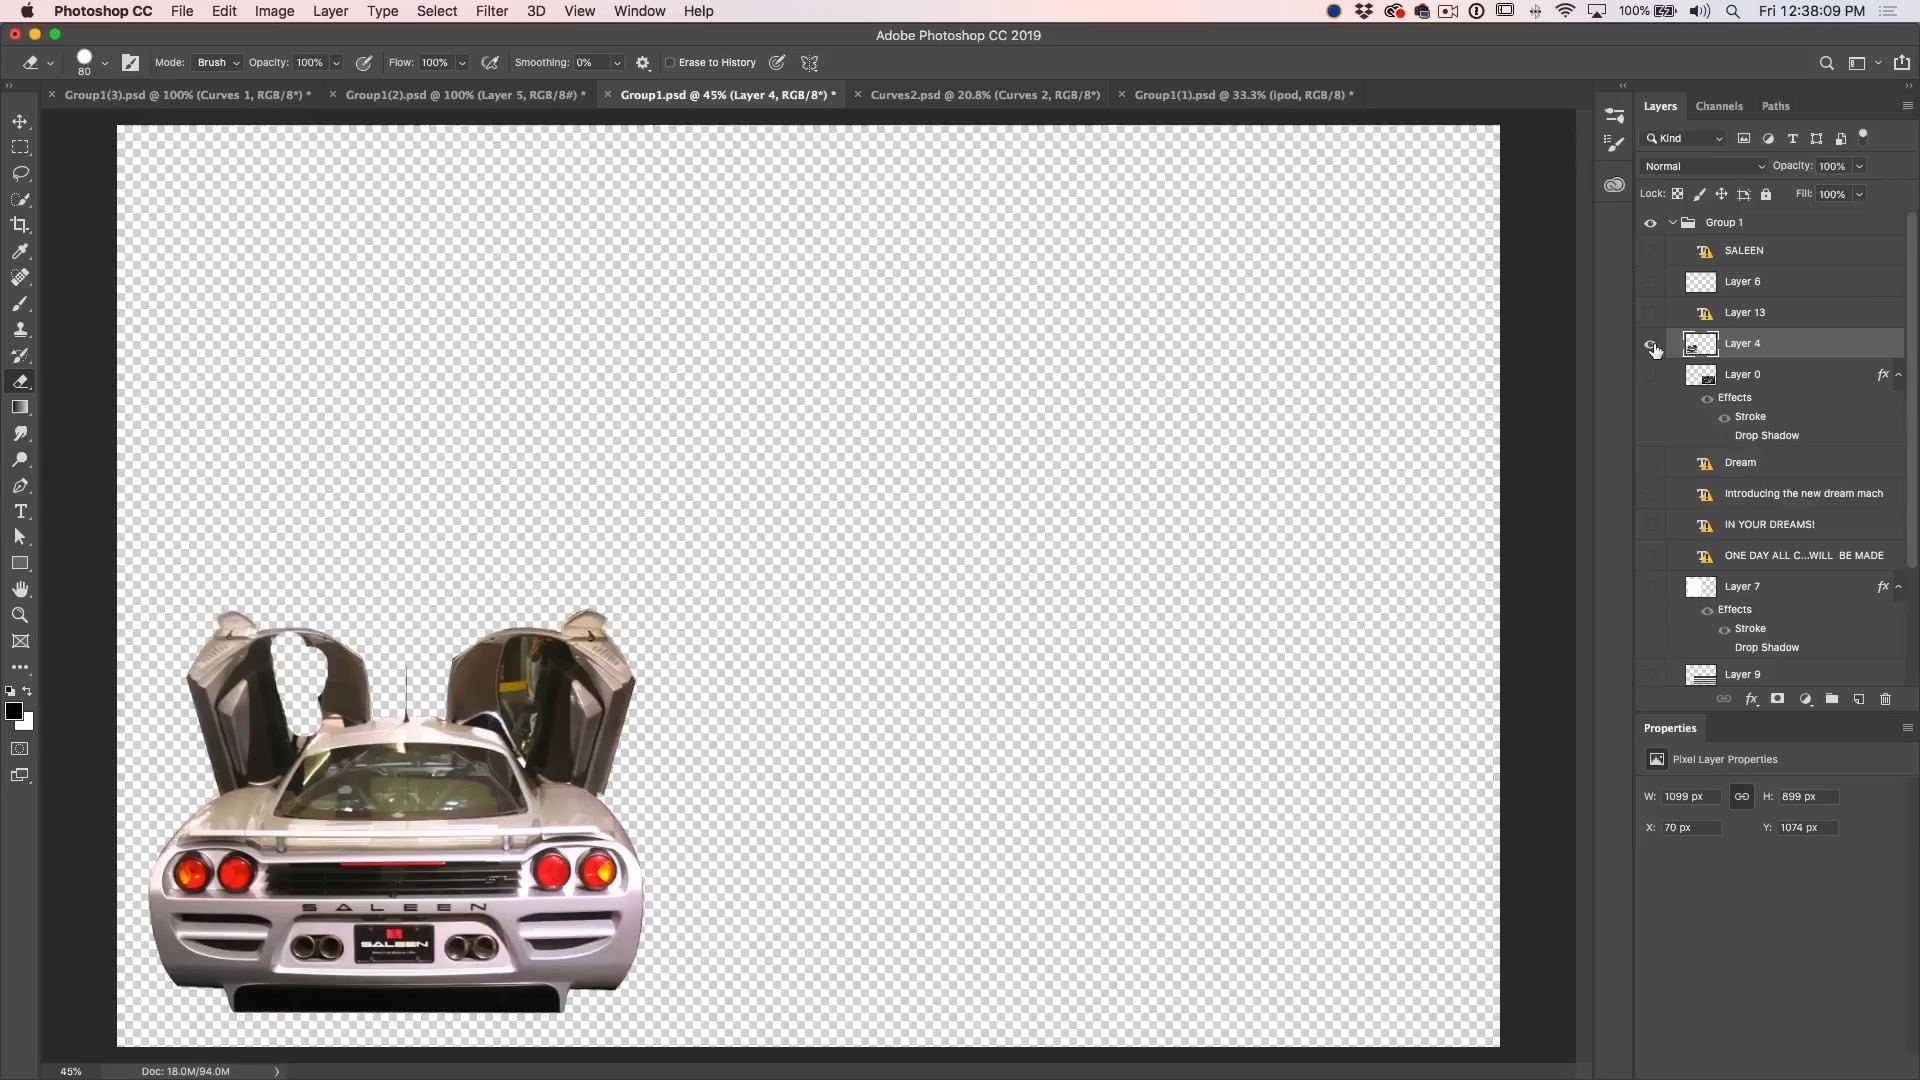 Photoshop CC File Edit Image Layer Type Select Filter 3D View Window Help 100% Fri 12:38:09 PM
Adobe Photoshop CC 2019
80 Mode: Brush Opacity: 100% Flow: 100% Smoothing: 0% Erase to History
Group1(3).psd @ 100% (Curves 1, RGB/8*) * Group1(2).psd @ 100% (Layer 5, RGB/8#) * Group1.psd @ 45% (Layer 4, RGB/8*) * Curves2.psd @ 20.8% (Curves 2, RGB/8*) Group1(1).psd @ 33.3% (ipod, RGB/8) *
Layers Channels Paths
Kind
Normal Opacity: 100%
Lock: Fill: 100%
Group 1
SALEEN
Layer 6
Layer 13
Layer 4
Layer 0 fx
Effects
Stroke
Drop Shadow
Dream
Introducing the new dream mach
IN YOUR DREAMS!
ONE DAY ALL C...WILL BE MADE
Layer 7 fx
Effects
Stroke
Drop Shadow
Layer 9
fx
Properties
Pixel Layer Properties
W: 1099 px H: 899 px
X: 70 px Y: 1074 px
SALEEN
SALEEN
45% Doc: 18.0M/94.0M